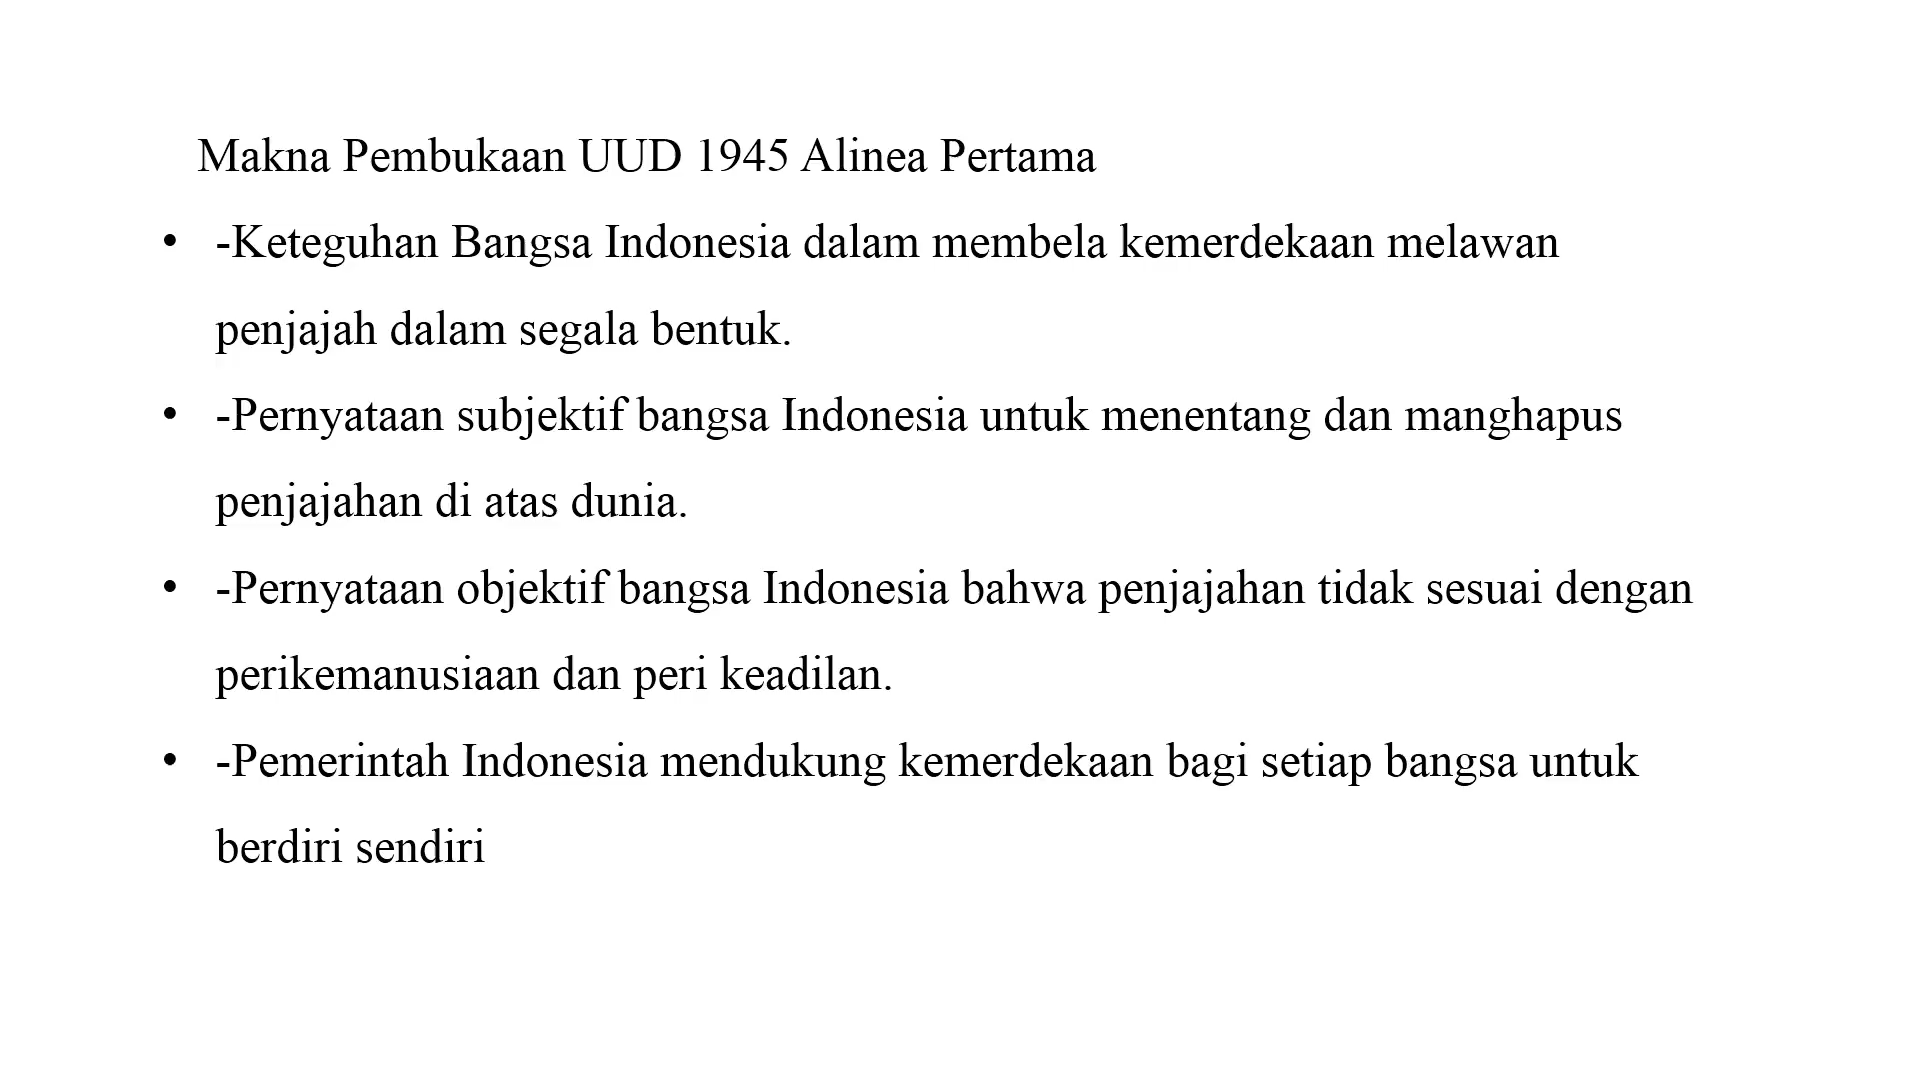 Makna Pembukaan UUD 1945 Alinea Pertama
• -Keteguhan Bangsa Indonesia dalam membela kemerdekaan melawan
penjajah dalam segala bentuk.
• -Pernyataan subjektif bangsa Indonesia untuk menentang dan manghapus
penjajahan di atas dunia.
• -Pernyataan objektif bangsa Indonesia bahwa penjajahan tidak sesuai dengan
perikemanusiaan dan peri keadilan.
• -Pemerintah Indonesia mendukung kemerdekaan bagi setiap bangsa untuk
berdiri sendiri